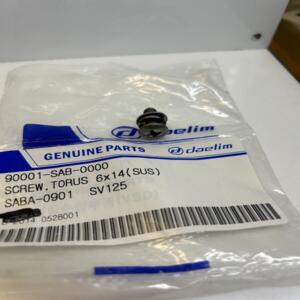 daelim
GENUINE PARTS
daelim
90001-SAB-0000
SCREW,TORUS 6x14(SUS)
SABA-0901 SV125
0528001